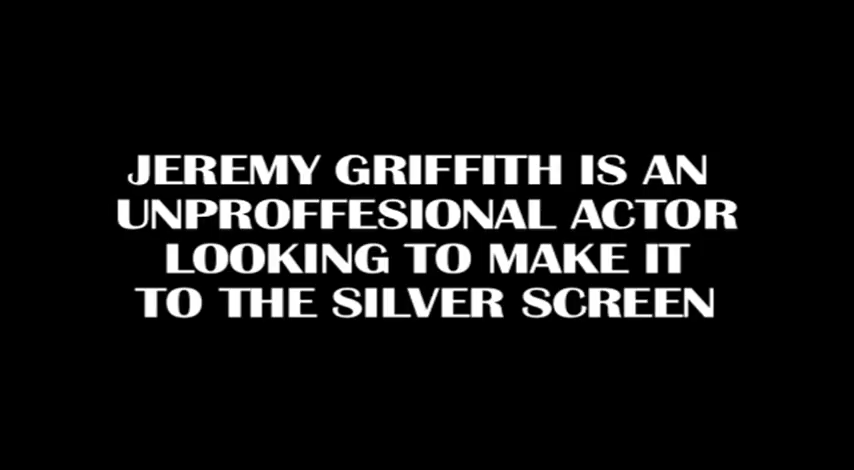 JEREMY GRIFFITH IS AN
UNPROFFESIONAL ACTOR
LOOKING TO MAKE IT
TO THE SILVER SCREEN